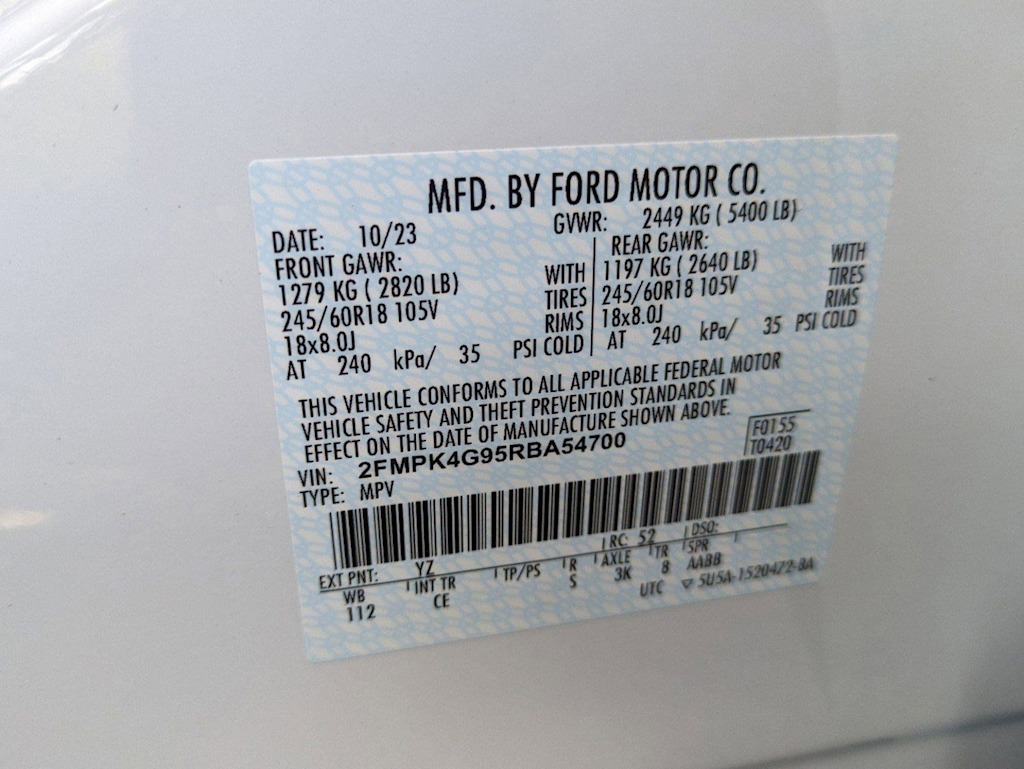 MFD. BY FORD MOTOR CO.
DATE: 10/23 GVWR: 2449 KG ( 5400 LB)
FRONT GAWR: REAR GAWR:
1279 KG ( 2820 LB) WITH 1197 KG ( 2640 LB) WITH
245/60R18 105V TIRES 245/60R18 105V TIRES
18x8.0J RIMS 18x8.0J RIMS
AT 240 kPa/ 35 PSI COLD AT 240 kPa/ 35 PSI COLD
THIS VEHICLE CONFORMS TO ALL APPLICABLE FEDERAL MOTOR
VEHICLE SAFETY AND THEFT PREVENTION STANDARDS IN
EFFECT ON THE DATE OF MANUFACTURE SHOWN ABOVE.
VIN: 2FMPK4G95RBA54700 F0155
TYPE: MPV T0420
EXT PNT: YZ RC: 52 DSO:
WB INT TR TP/PS R AXLE TR SPR
112 CE S 3K 8 AABB
UTC ▽ 5U5A-1520472-BA